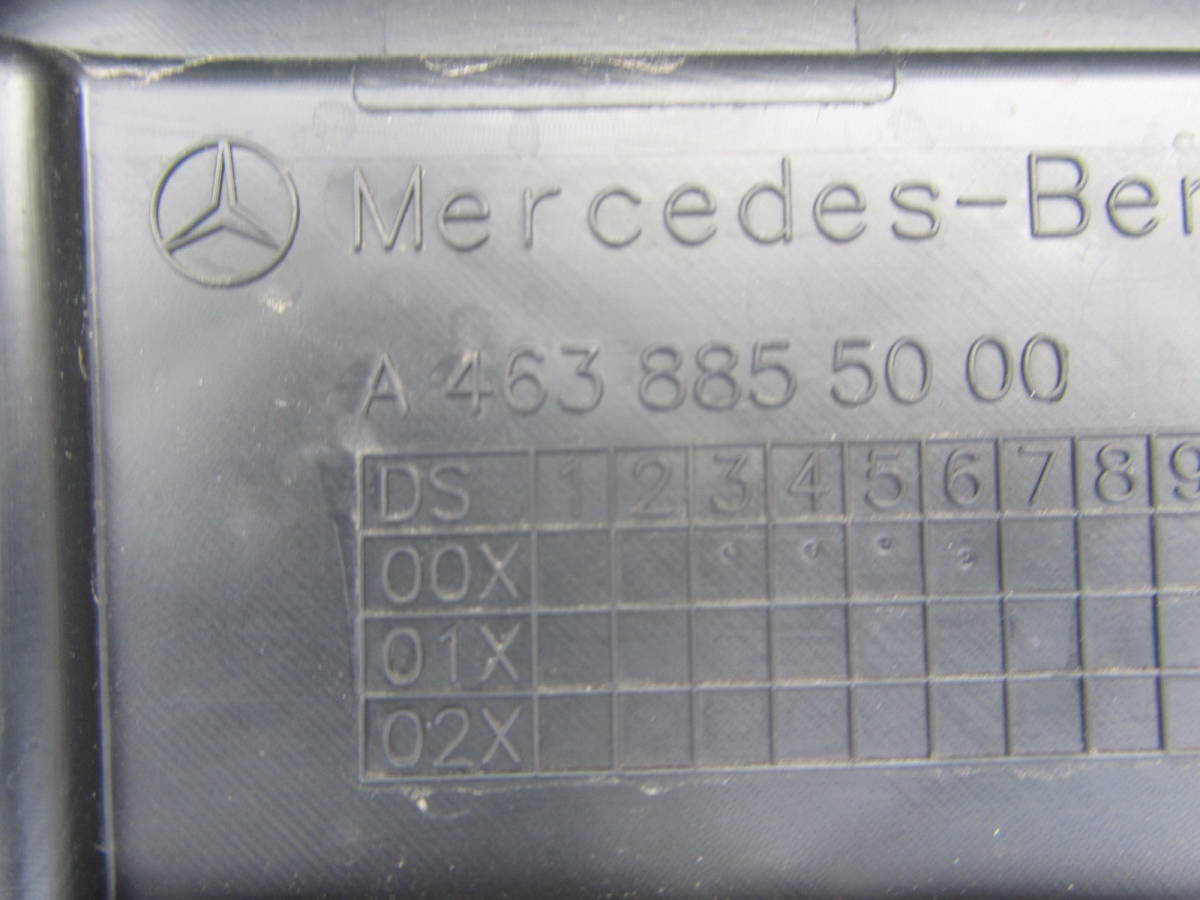 Mercedes-Ben
A 463 885 50 00
DS 1 2 3 4 5 6 7 8 9
00X
01X
02X